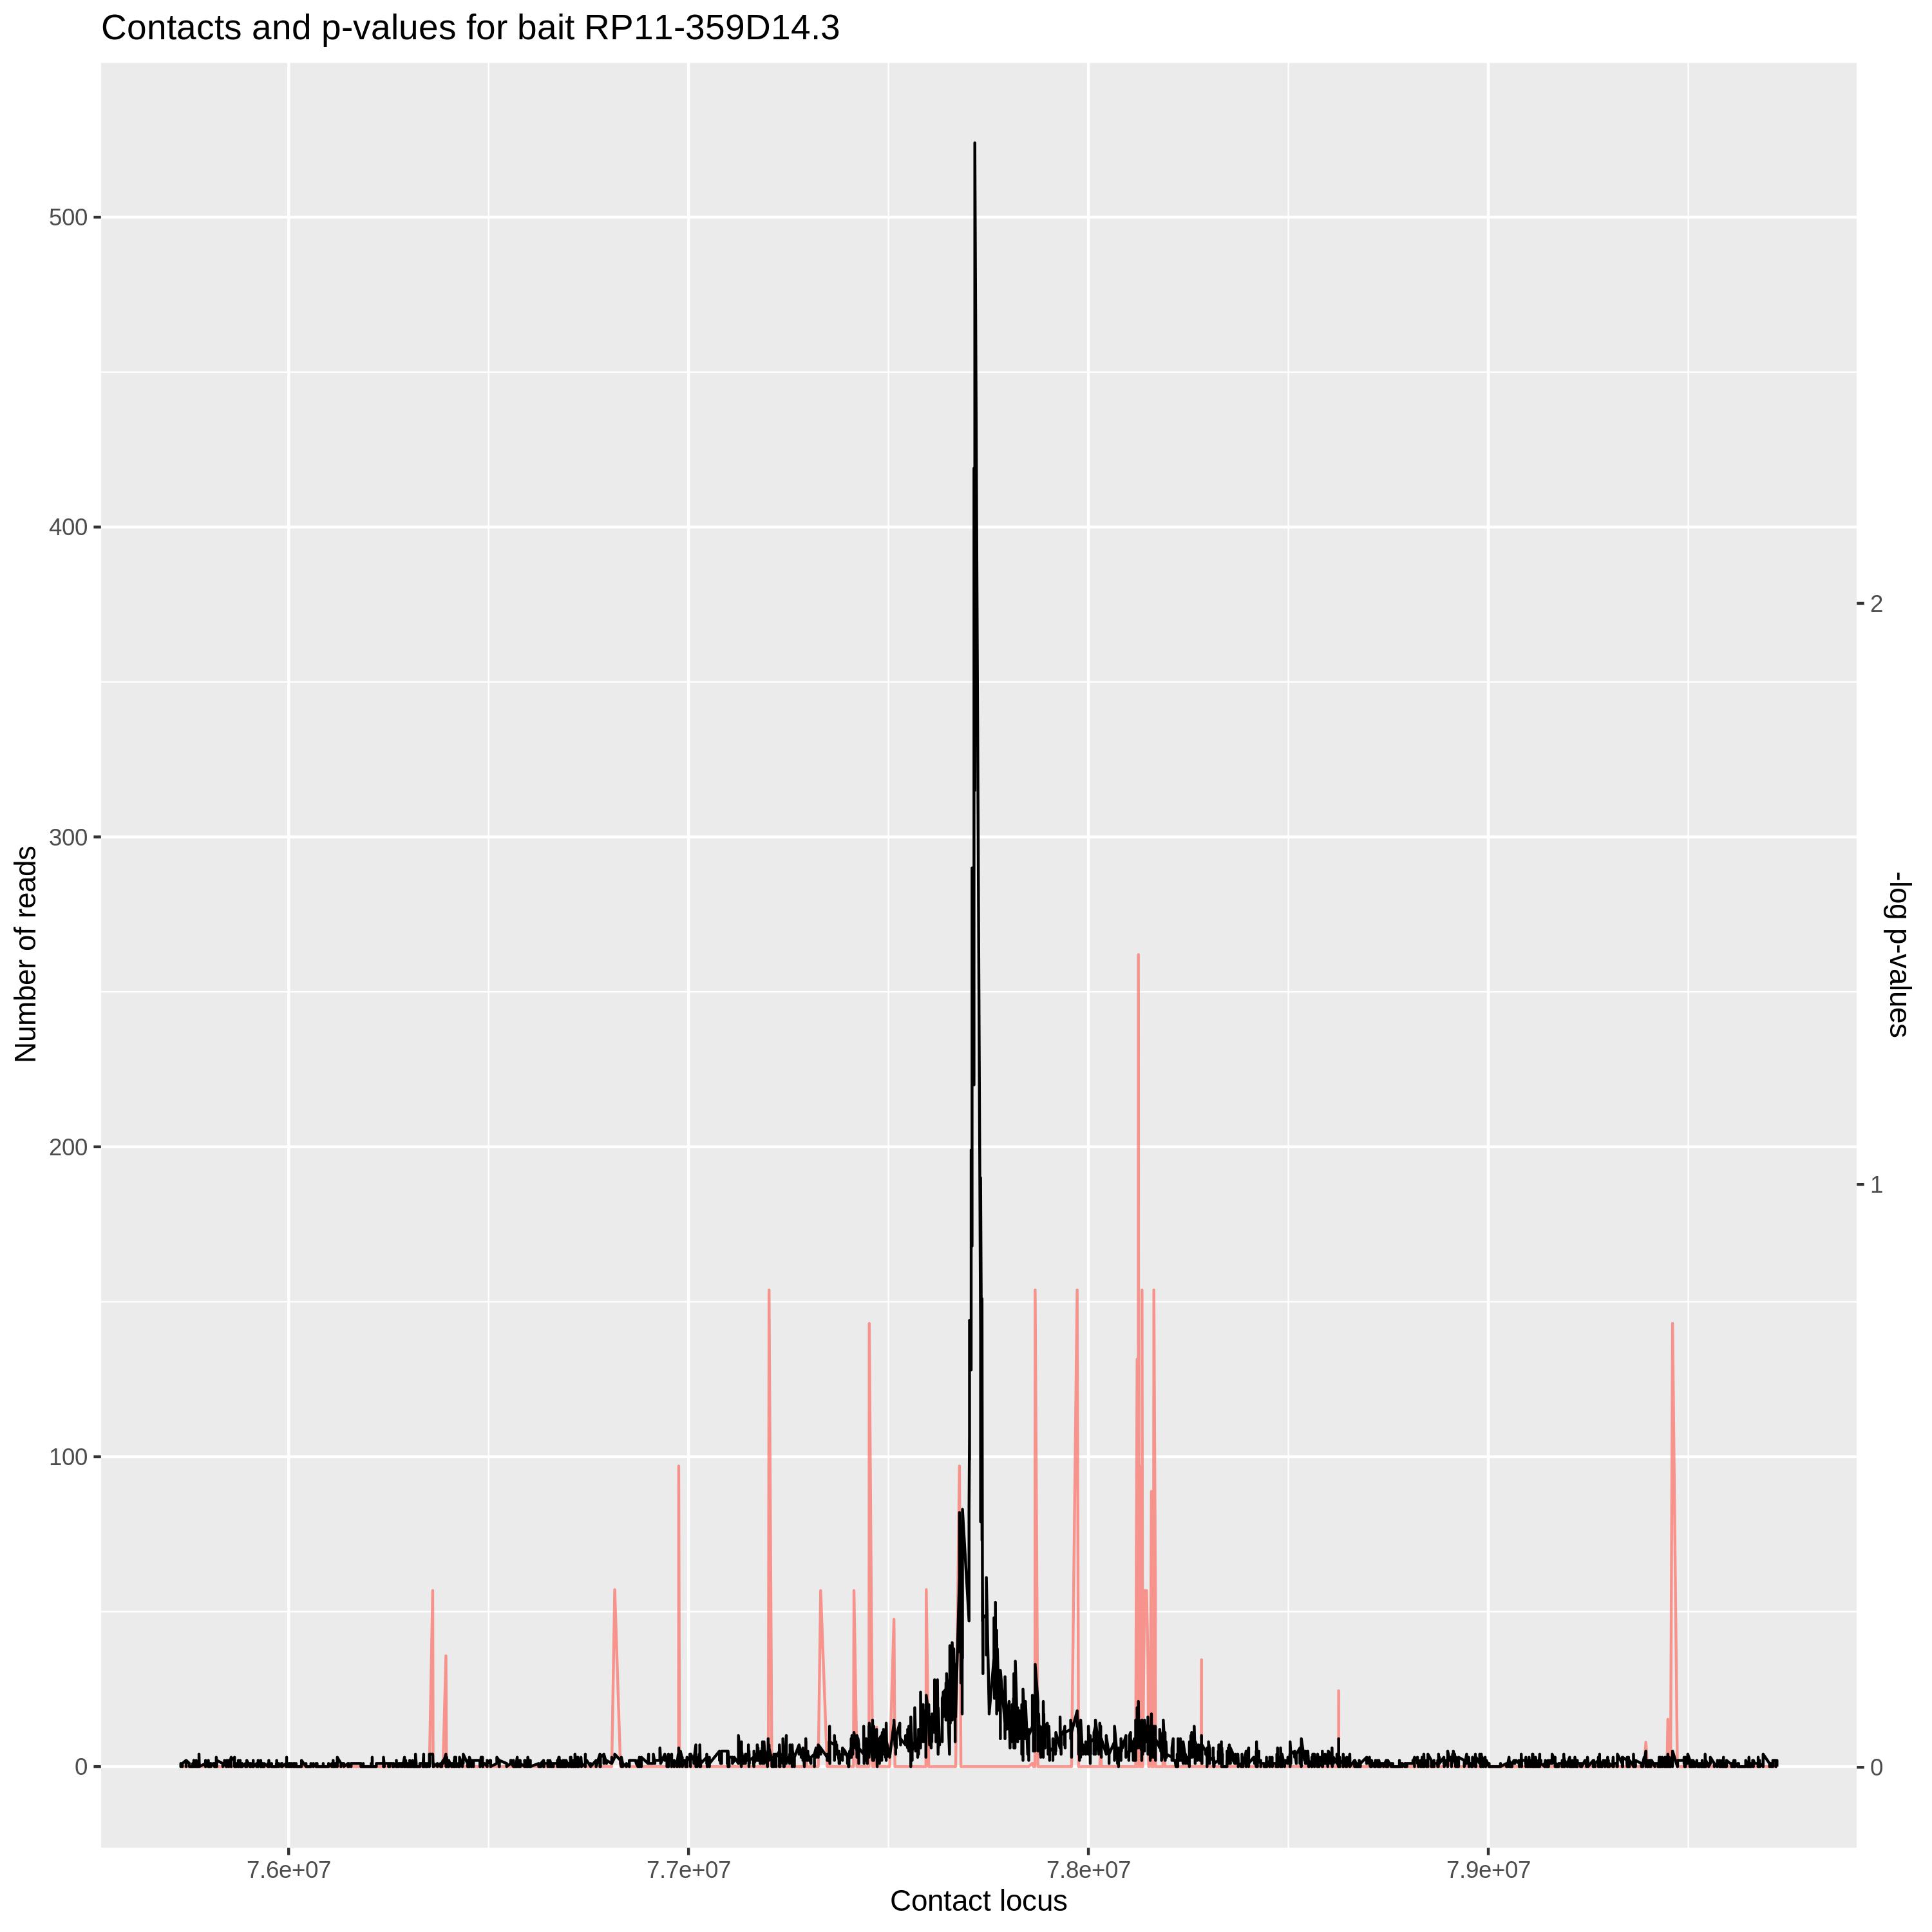 Contacts and p-values for bait RP11-359D14.3
500
400
300
200
100
0
Number of reads
2
1
0
-log p-values
7.6e+07
7.7e+07
7.8e+07
7.9e+07
Contact locus